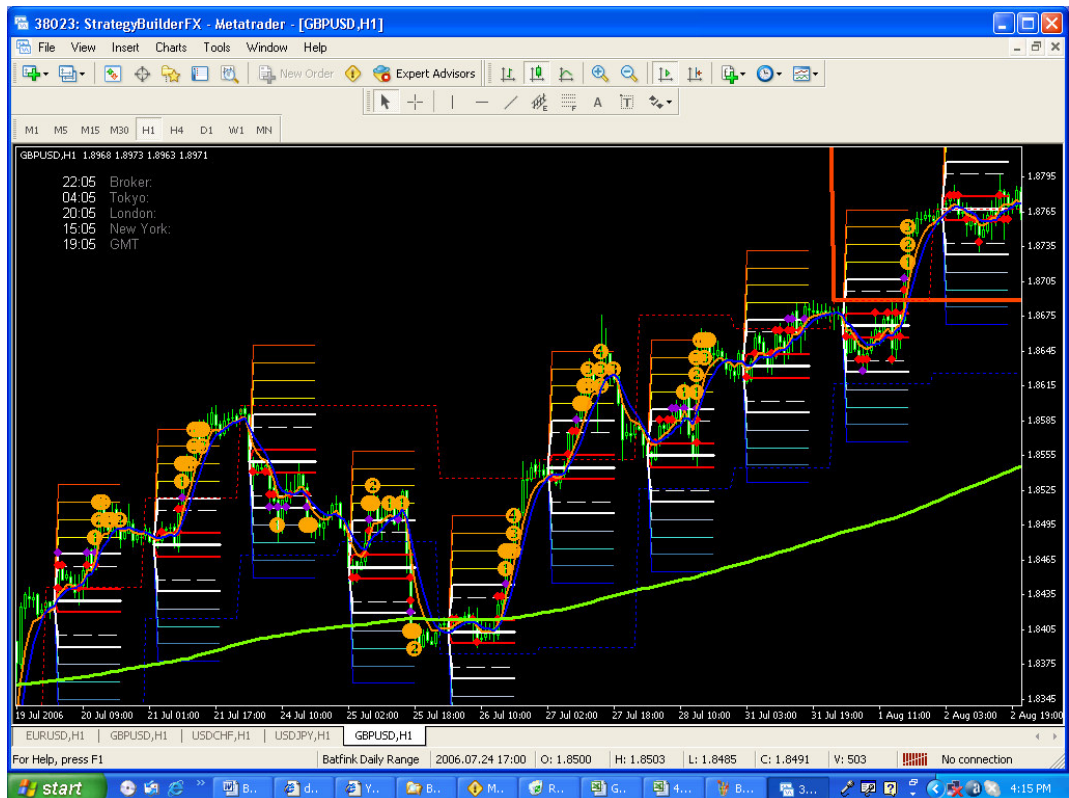 38023: StrategyBuilderFX - Metatrader - [GBPUSD,H1]
File View Insert Charts Tools Window Help
New Order Expert Advisors
E F A T
M1 M5 M15 M30 H1 H4 D1 W1 MN
GBPUSD,H1 1.8968 1.8973 1.8963 1.8971
22:05 Broker:
04:05 Tokyo:
20:05 London:
15:05 New York:
19:05 GMT
1.8795
1.8765
1.8735
1.8705
1.8675
1.8645
1.8615
1.8585
1.8555
1.8525
1.8495
1.8465
1.8435
1.8405
1.8375
1.8345
19 Jul 2006 20 Jul 09:00 21 Jul 01:00 21 Jul 17:00 24 Jul 10:00 25 Jul 02:00 25 Jul 18:00 26 Jul 10:00 27 Jul 02:00 27 Jul 18:00 28 Jul 10:00 31 Jul 03:00 31 Jul 19:00 1 Aug 11:00 2 Aug 03:00 2 Aug 19:00
EURUSD,H1 | GBPUSD,H1 | USDCHF,H1 | USDJPY,H1 GBPUSD,H1
For Help, press F1 Batfink Daily Range 2006.07.24 17:00 O: 1.8500 H: 1.8503 L: 1.8485 C: 1.8491 V: 503 No connection
start B.. d... Y... B... M... R... G... 4... B... 3... 4:15 PM